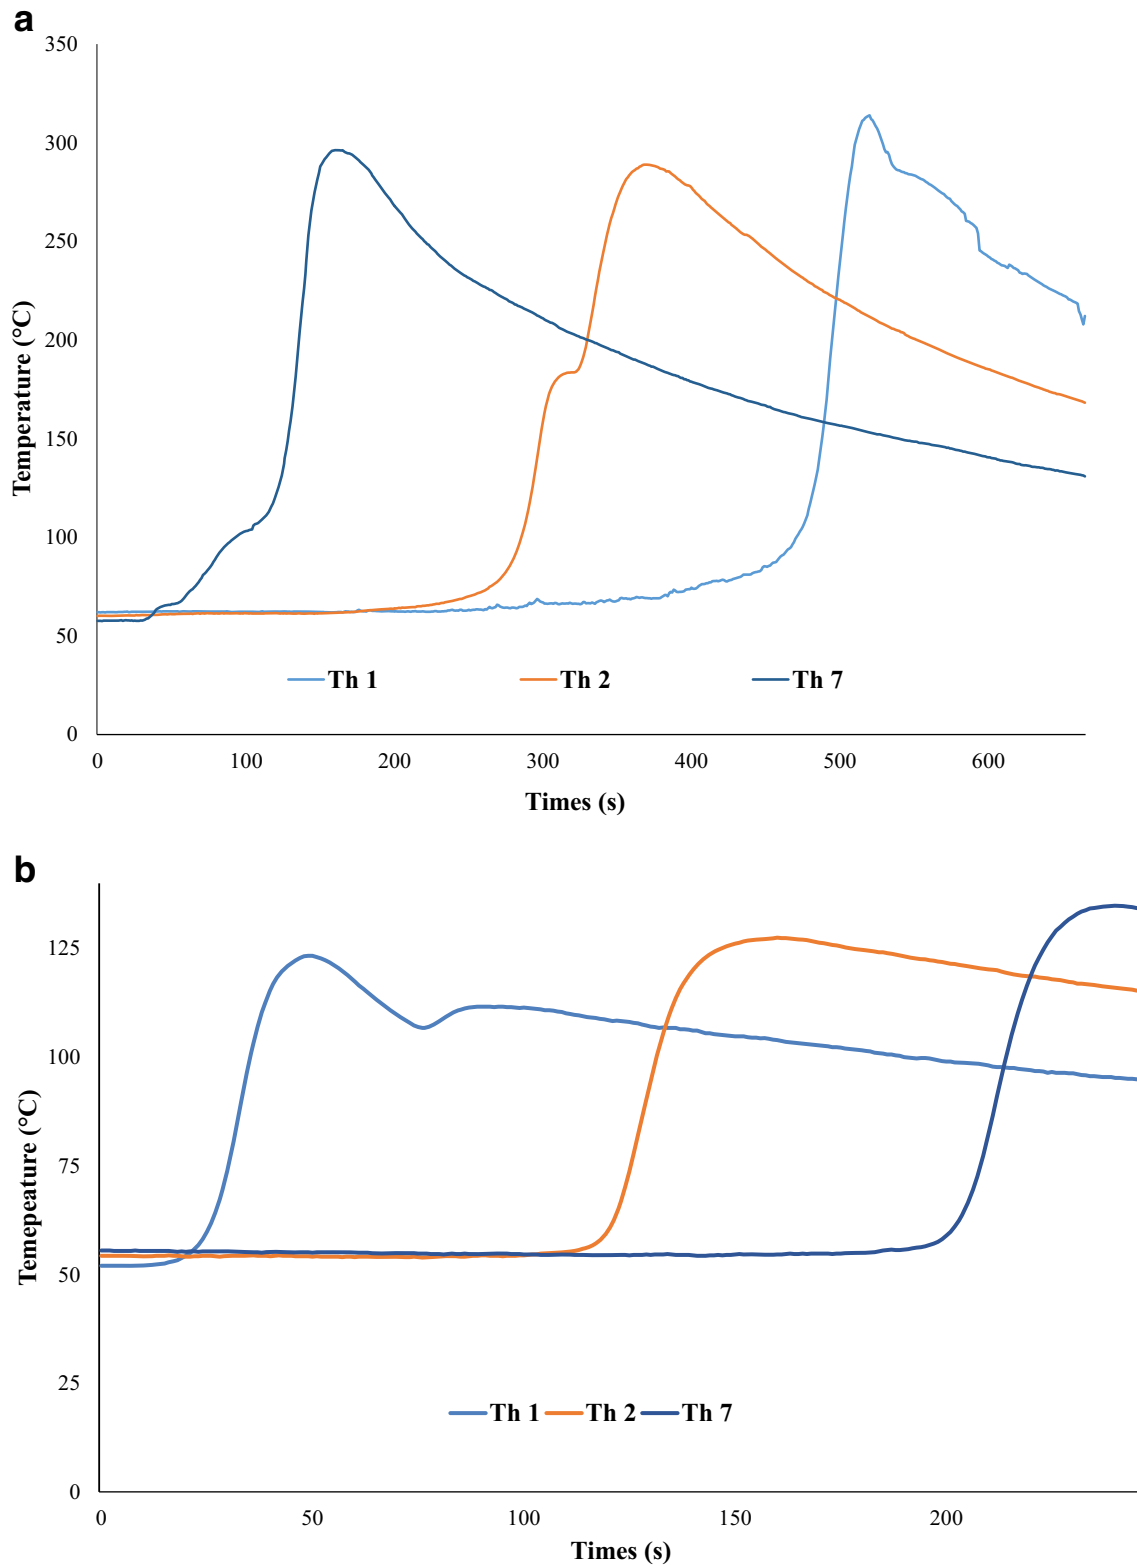 a
350
300
250
200
150
100
50
0
Temperature (°C)
Th 1 Th 2 Th 7
0 100 200 300 400 500 600
Times (s)
b
125
100
75
50
25
0
Temepeature (°C)
Th 1 Th 2 Th 7
0 50 100 150 200
Times (s)